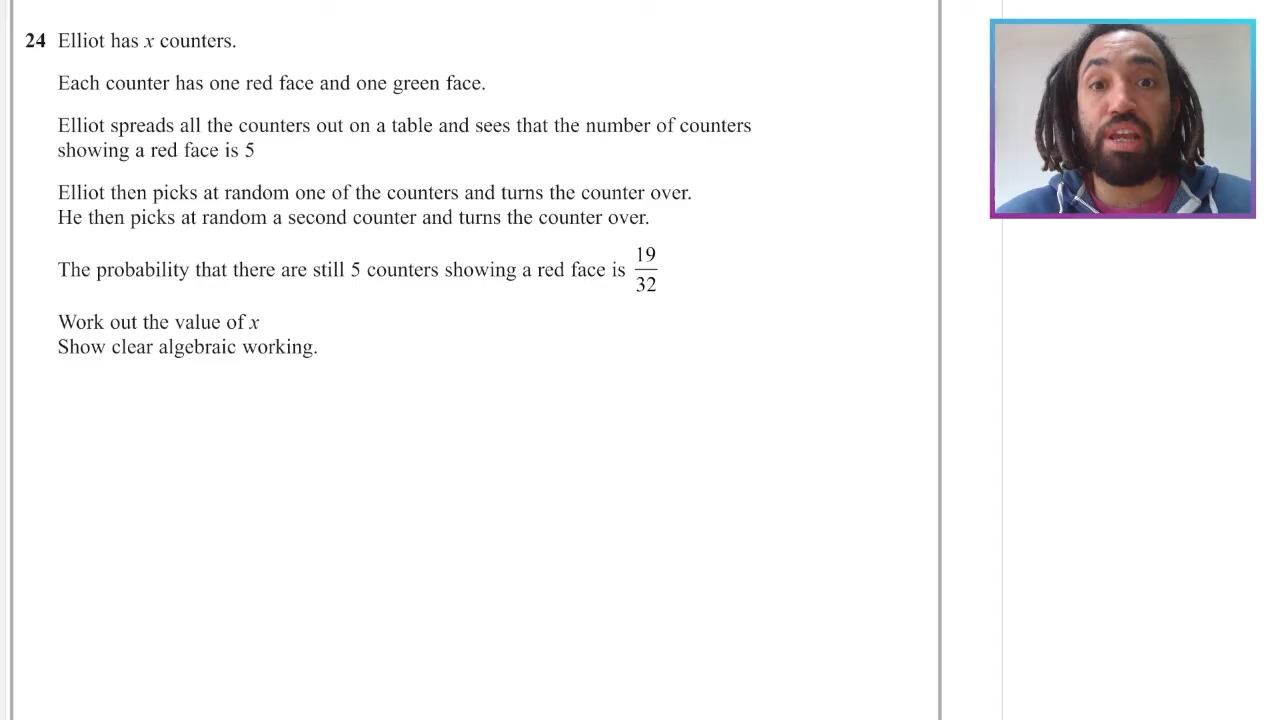 24 Elliot has x counters.
Each counter has one red face and one green face.
Elliot spreads all the counters out on a table and sees that the number of counters
showing a red face is 5
Elliot then picks at random one of the counters and turns the counter over.
He then picks at random a second counter and turns the counter over.
The probability that there are still 5 counters showing a red face is 19/32
Work out the value of x
Show clear algebraic working.